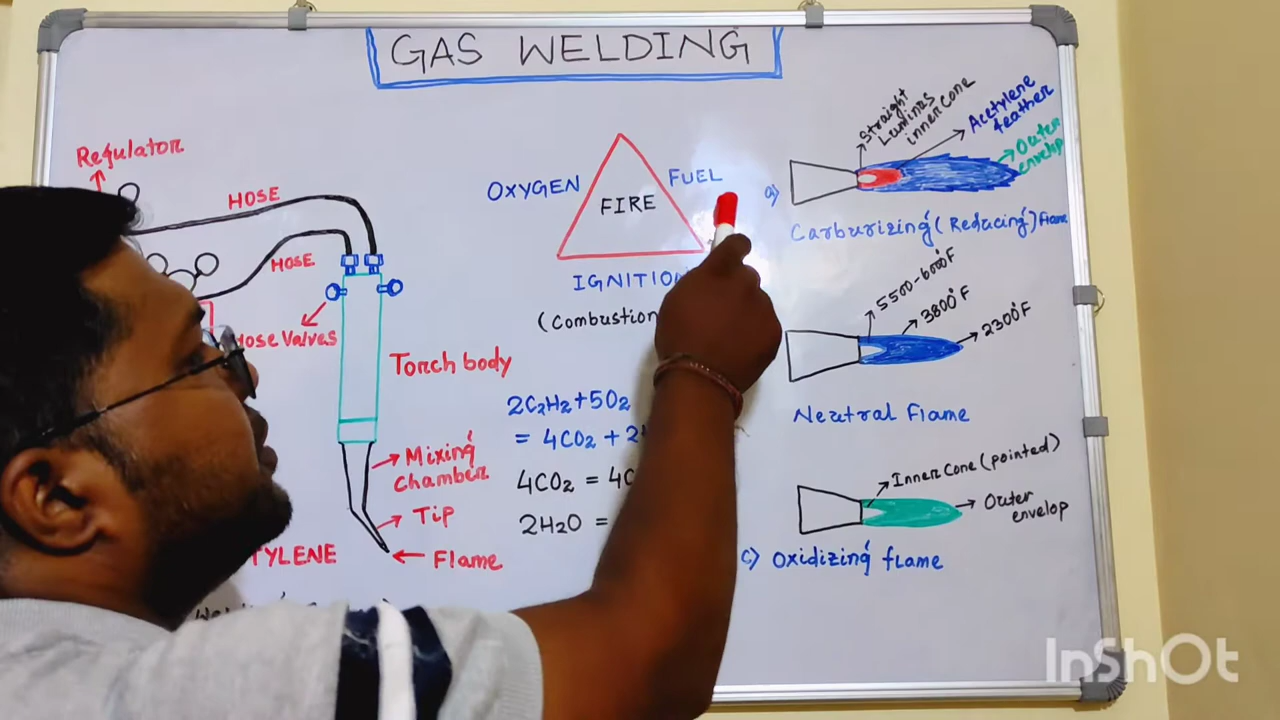 GAS WELDING
Regulator
HOSE
HOSE
Hose Valves
Torch body
Mixing
chamber
Tip
Flame
TYLENE
OXYGEN
FUEL
FIRE
IGNITION
(Combustion
2C2H2+5O2
= 4CO2 + 2
4CO2 = 4C
2H2O =
a)
Straight
Luminus
inner cone
Acetylene
feather
Outer
envelop
Carburizing (Reducing) flame
5500-6000°F
3800°F
2300°F
Neutral Flame
Inner Cone (pointed)
Outer
envelop
c) Oxidizing flame
InShOt